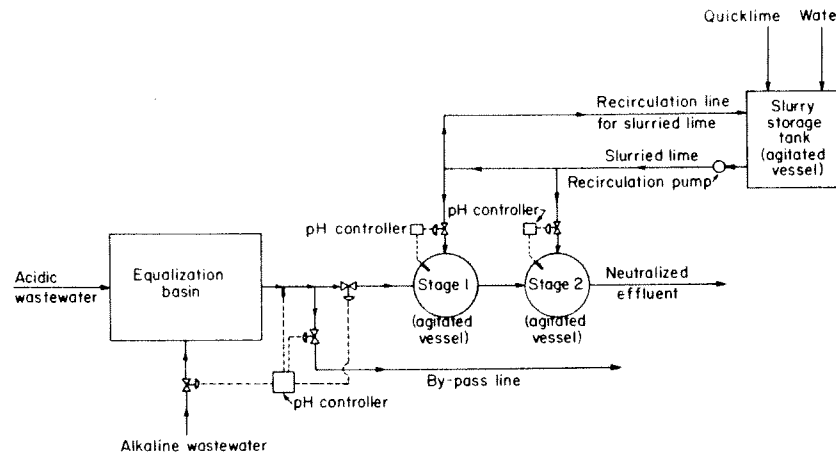 Quicklime
Wate
Recirculation line
for slurried lime
Slurry
storage
tank
(agitated
vessel)
Slurried lime
Recirculation pump
pH controller
pH controller
Acidic
wastewater
Equalization
basin
Stage 1
(agitated
vessel)
Stage 2
(agitated
vessel)
Neutralized
effluent
By-pass line
pH controller
Alkaline wastewater